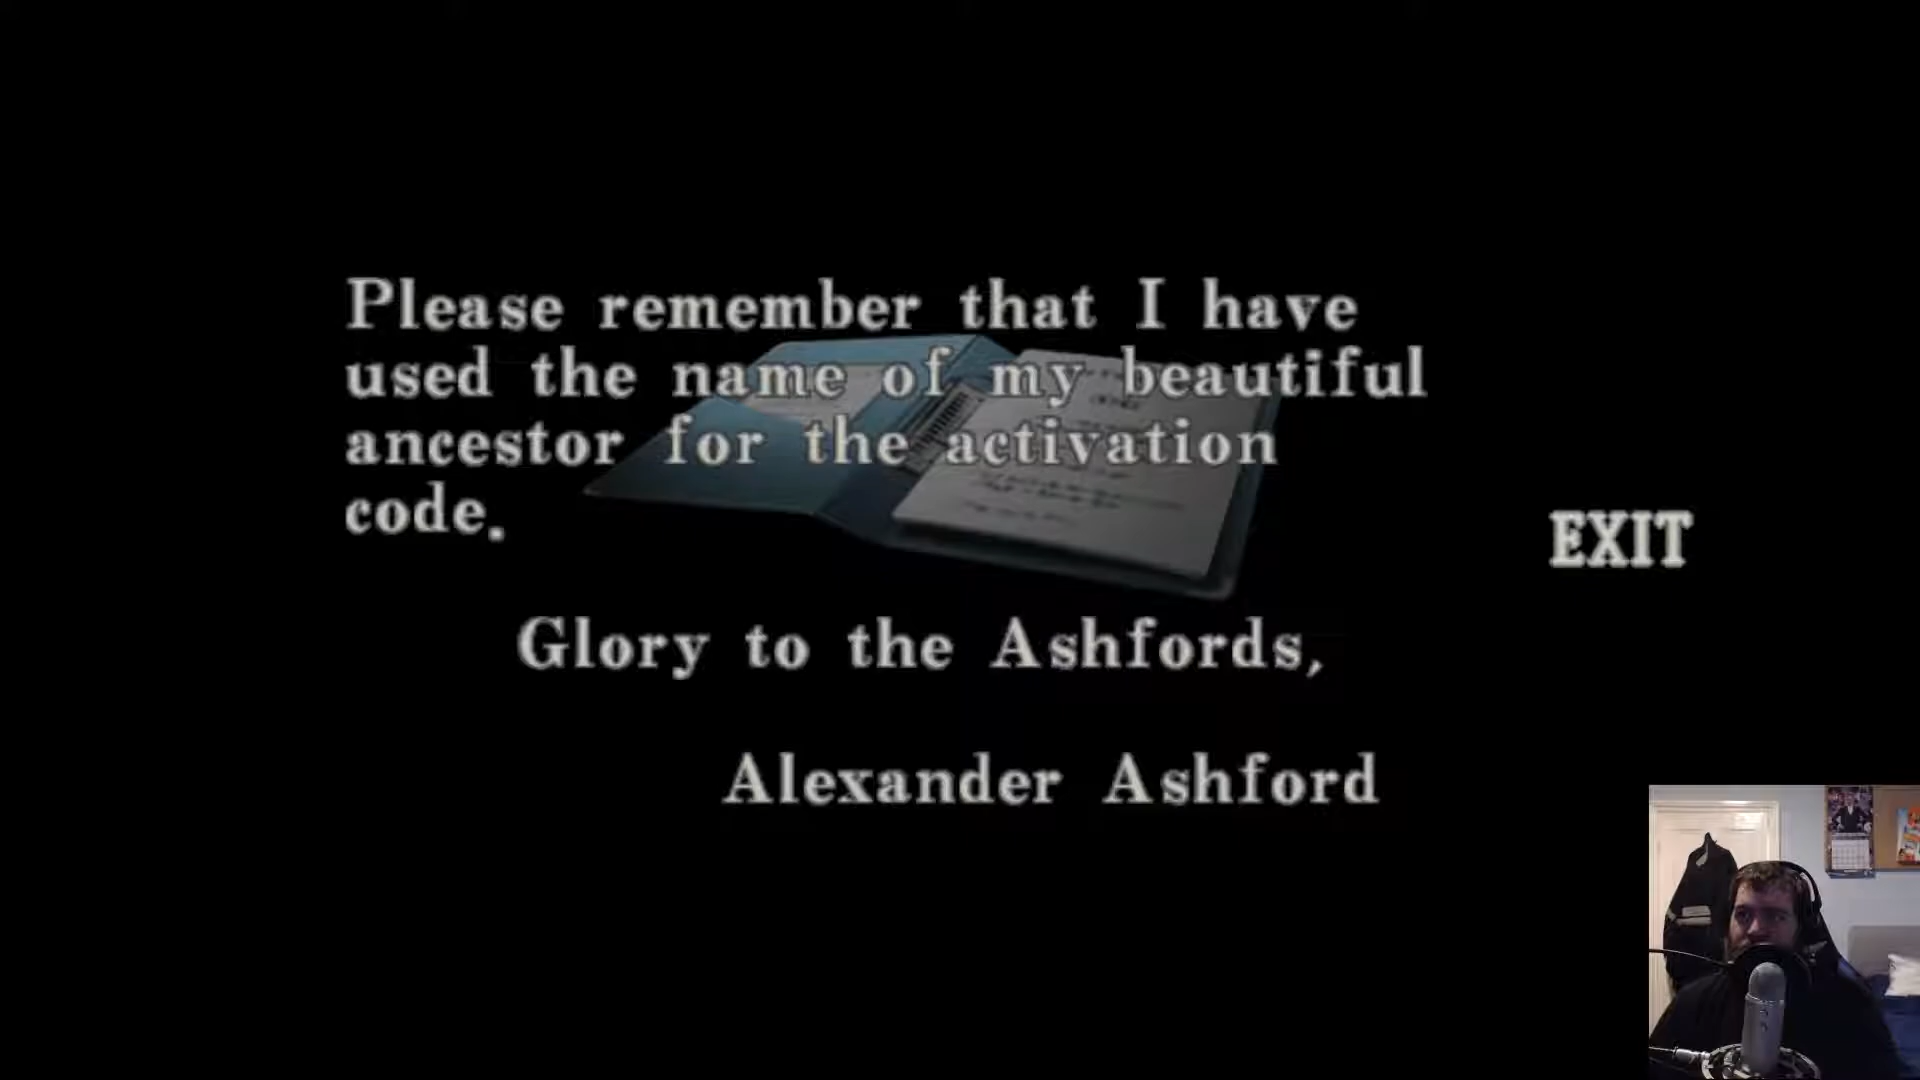 Please remember that I have
used the name of my beautiful
ancestor for the activation
code.
EXIT
Glory to the Ashfords,
Alexander Ashford